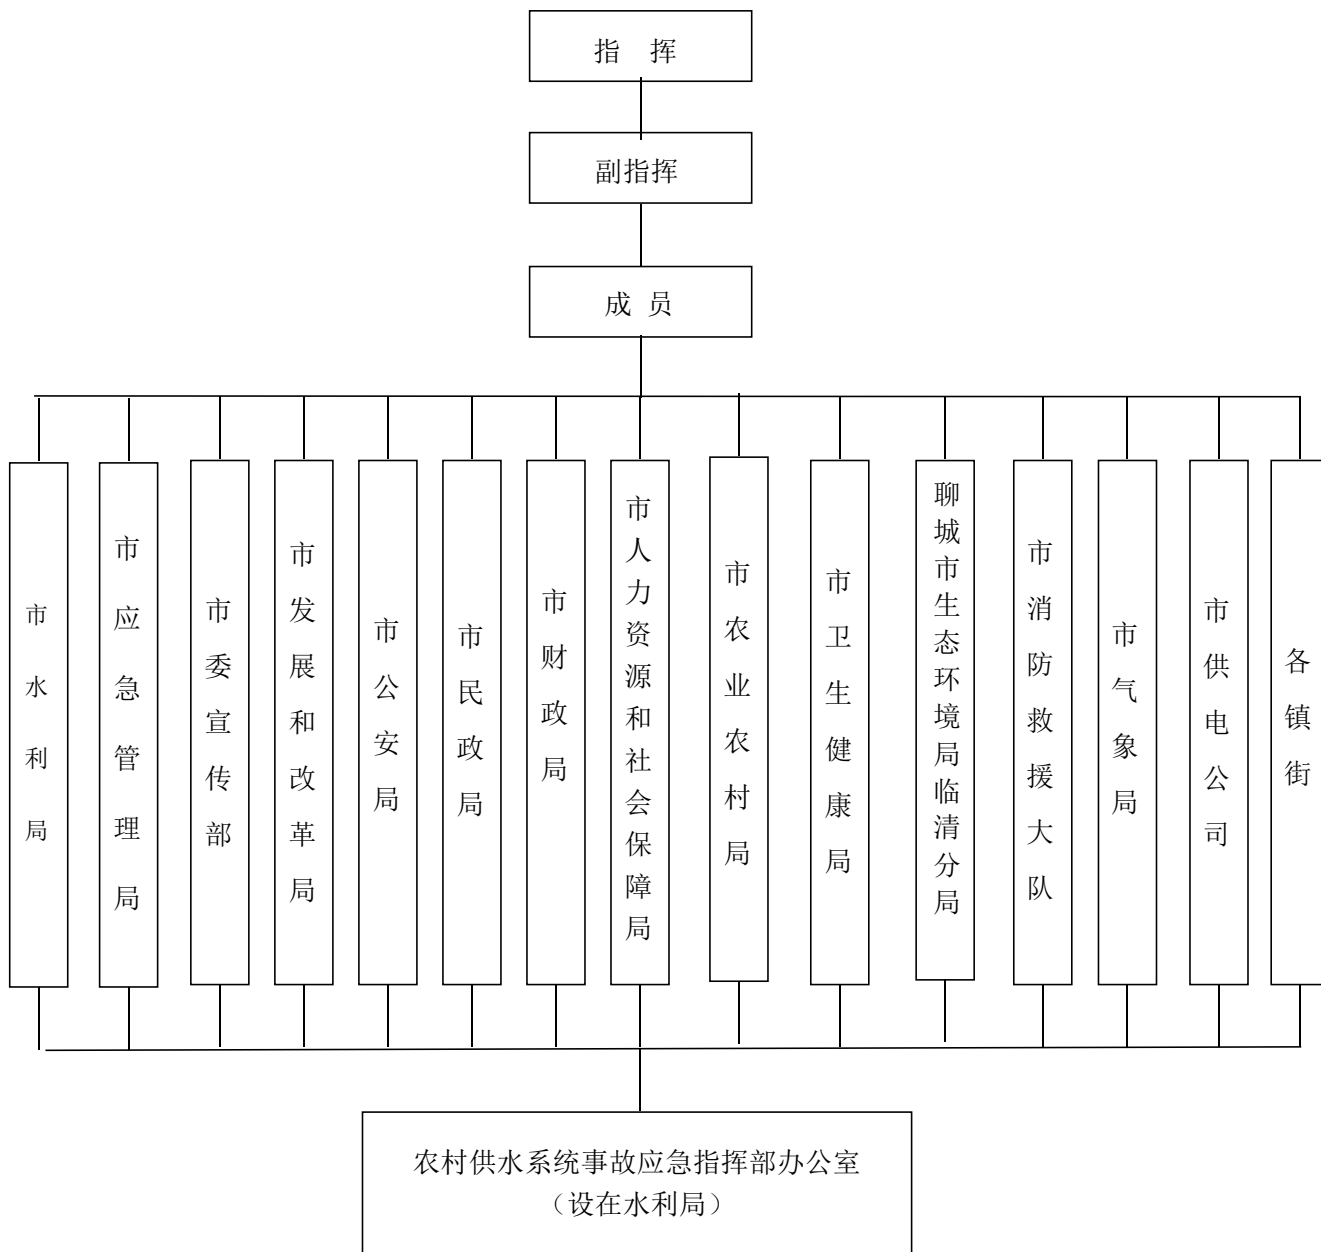 指 挥
副指挥
成 员
市水利局
市应急管理局
市委宣传部
市发展和改革局
市公安局
市民政局
市财政局
市人力资源和社会保障局
市农业农村局
市卫生健康局
聊城市生态环境局临清分局
市消防救援大队
市气象局
市供电公司
各镇街
农村供水系统事故应急指挥部办公室
（设在水利局）